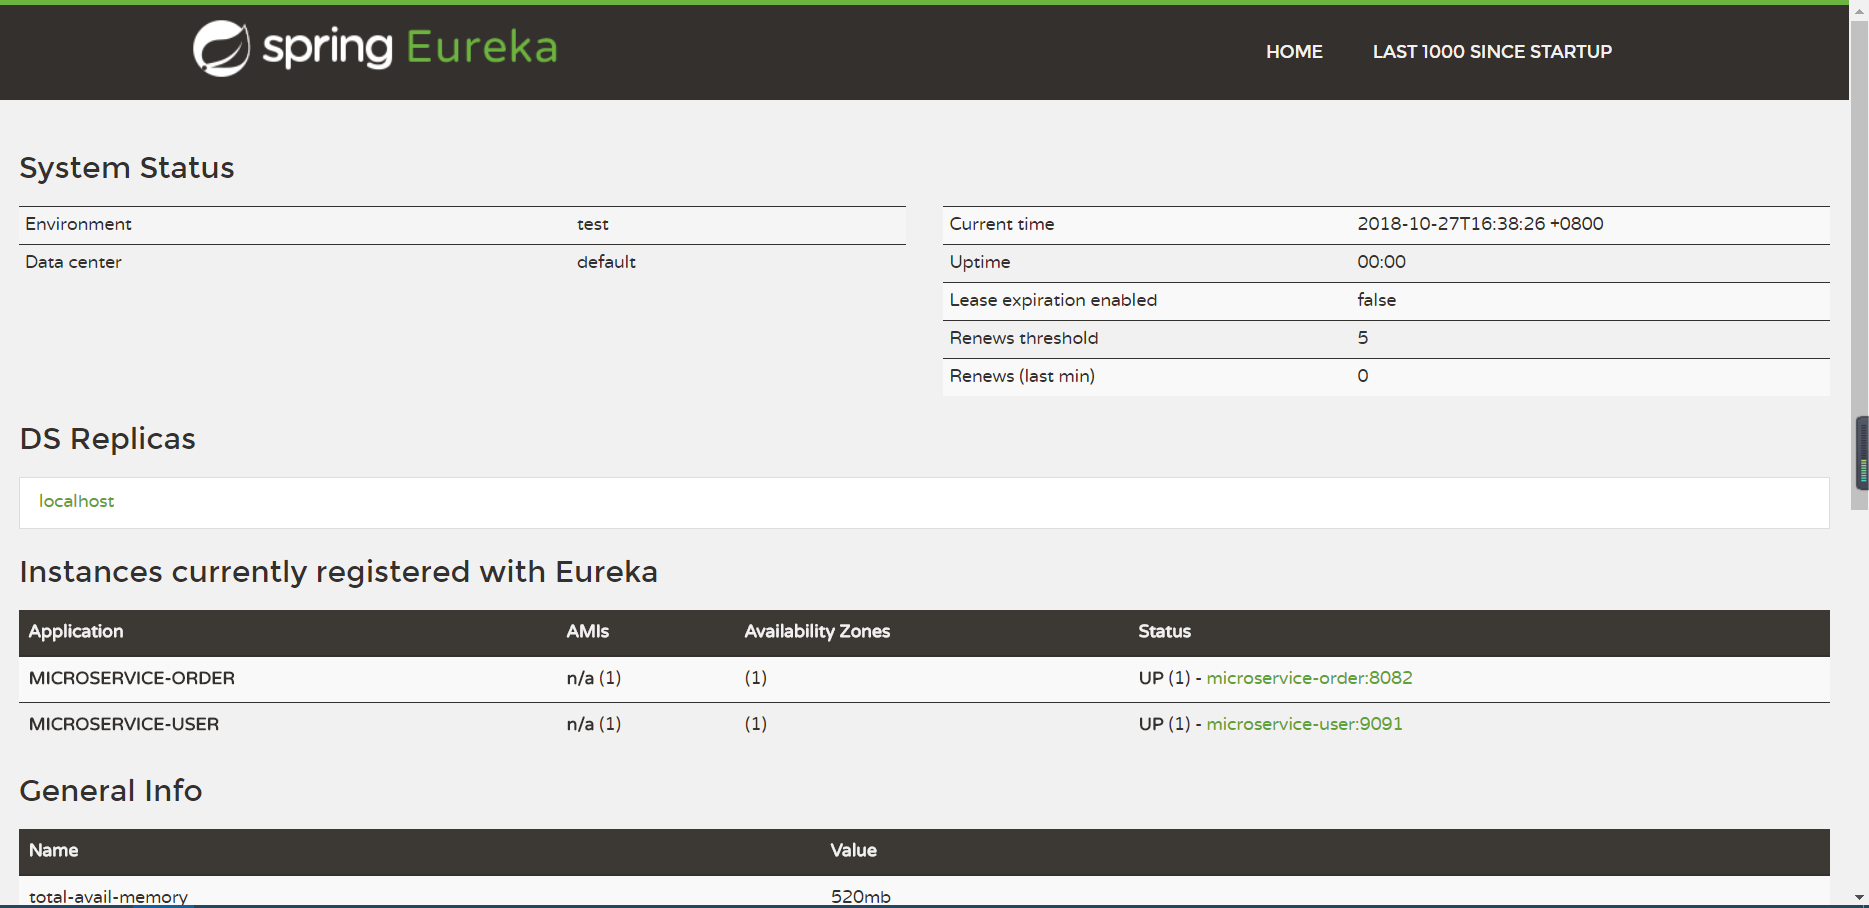 spring Eureka
HOME LAST 1000 SINCE STARTUP
System Status
Environment test
Data center default
Current time 2018-10-27T16:38:26 +0800
Uptime 00:00
Lease expiration enabled false
Renews threshold 5
Renews (last min) 0
DS Replicas
localhost
Instances currently registered with Eureka
Application AMIs Availability Zones Status
MICROSERVICE-ORDER n/a (1) (1) UP (1) - microservice-order:8082
MICROSERVICE-USER n/a (1) (1) UP (1) - microservice-user:9091
General Info
Name Value
total-avail-memory 520mb